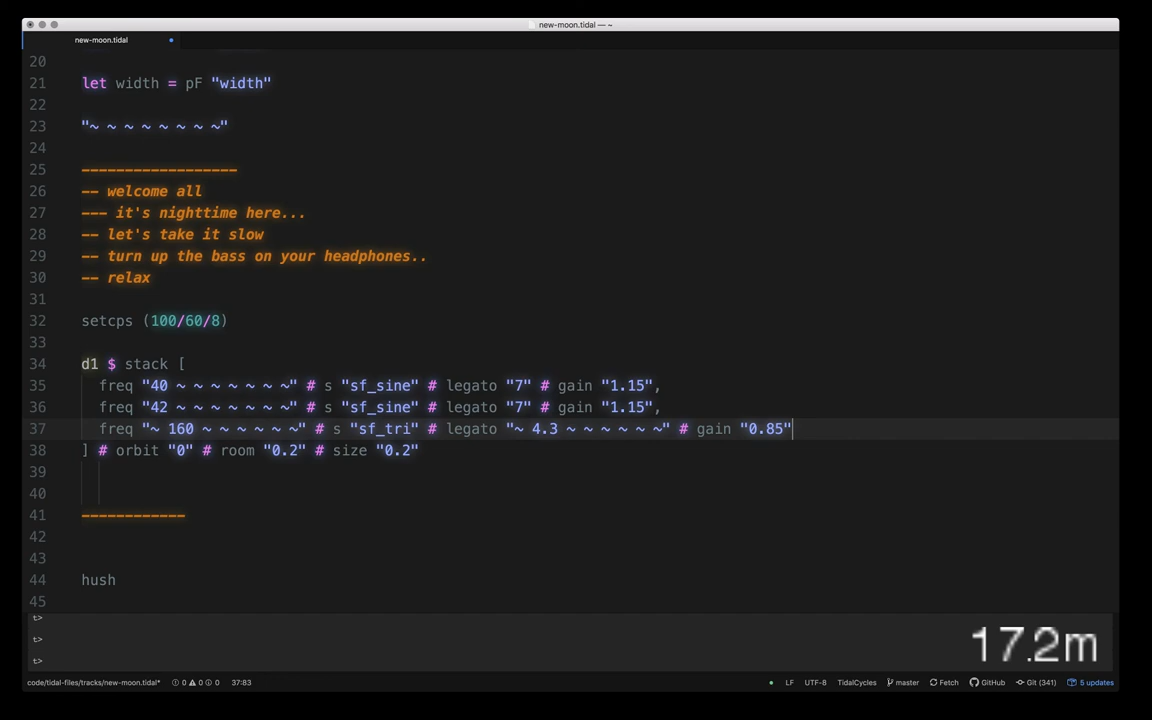 new-moon.tidal — ~
new-moon.tidal
20
21 let width = pF "width"
22
23 "~ ~ ~ ~ ~ ~ ~ ~"
24
25 ------------------
26 -- welcome all
27 --- it's nighttime here...
28 -- let's take it slow
29 -- turn up the bass on your headphones..
30 -- relax
31
32 setcps (100/60/8)
33
34 d1 $ stack [
35 freq "40 ~ ~ ~ ~ ~ ~ ~" # s "sf_sine" # legato "7" # gain "1.15",
36 freq "42 ~ ~ ~ ~ ~ ~ ~" # s "sf_sine" # legato "7" # gain "1.15",
37 freq "~ 160 ~ ~ ~ ~ ~ ~" # s "sf_tri" # legato "~ 4.3 ~ ~ ~ ~ ~ ~" # gain "0.85"
38 ] # orbit "0" # room "0.2" # size "0.2"
39
40
41 ------------
42
43
44 hush
45
t>
t>
t>
17.2m
code/tidal-files/tracks/new-moon.tidal* 0 0 0 37:83 LF UTF-8 TidalCycles master Fetch GitHub Git (341) 5 updates